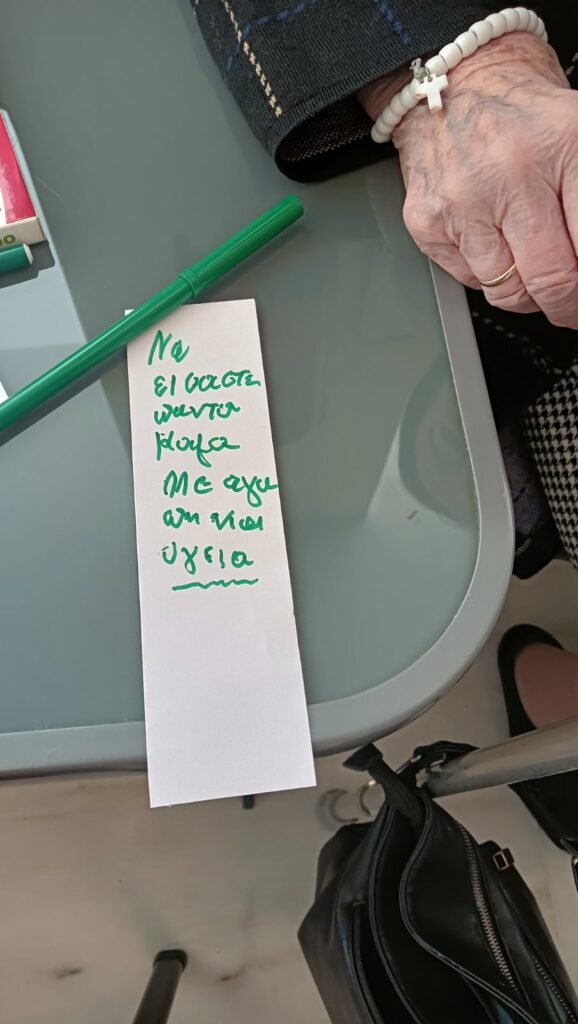 Να
εισαστε
παντα
καλα
Με αγα
πη και
υγεια